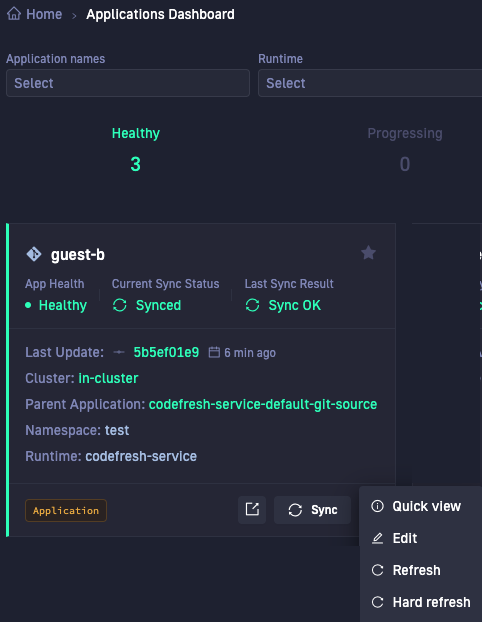 Home > Applications Dashboard
Application names Runtime
Select Select
Healthy Progressing
3 0
guest-b
App Health Current Sync Status Last Sync Result
Healthy Synced Sync OK
Last Update: 5b5ef01e9 6 min ago
Cluster: in-cluster
Parent Application: codefresh-service-default-git-source
Namespace: test
Runtime: codefresh-service
Application Sync
Quick view
Edit
Refresh
Hard refresh